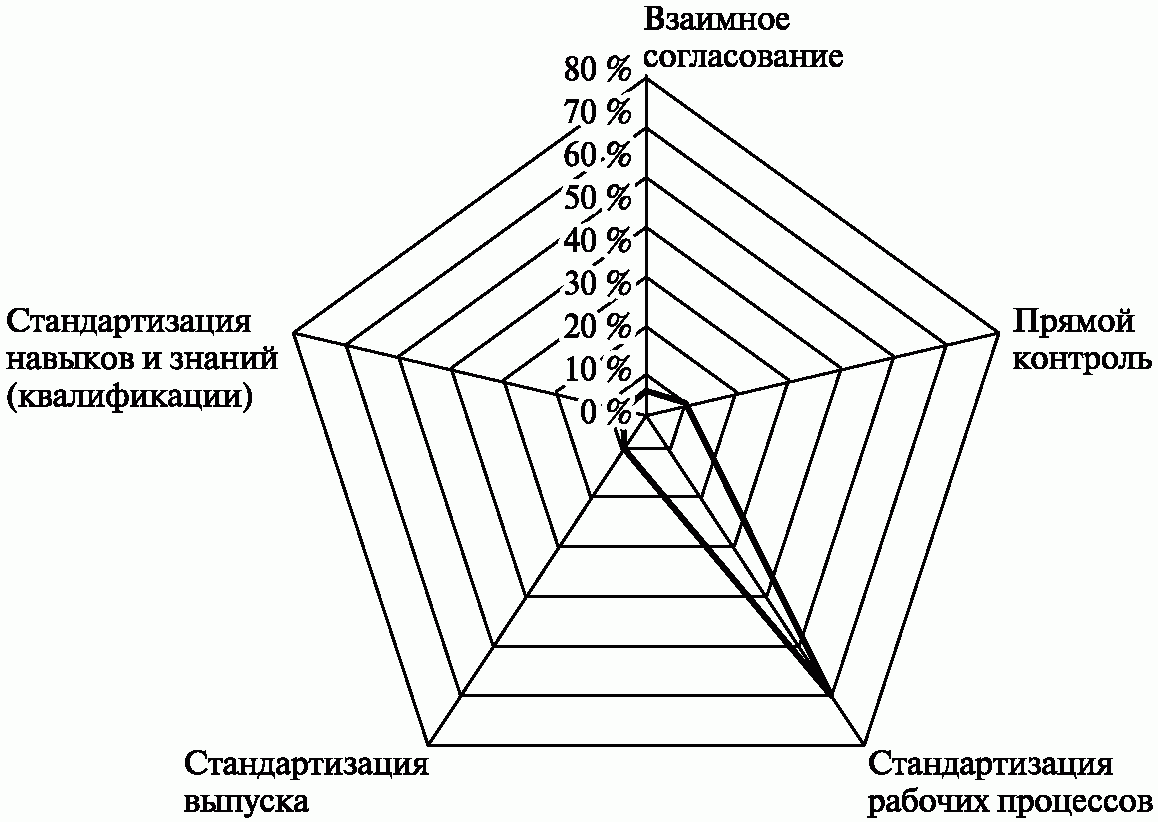 Взаимное
согласование
80 %
70 %
60 %
50 %
40 %
30 %
20 %
10 %
0 %
Стандартизация
навыков и знаний
(квалификации)
Прямой
контроль
Стандартизация
выпуска
Стандартизация
рабочих процессов